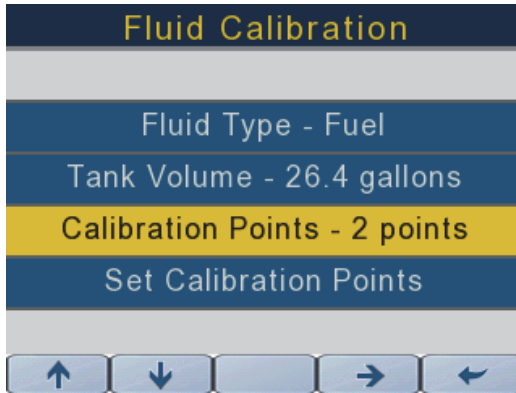 Fluid Calibration
Fluid Type - Fuel
Tank Volume - 26.4 gallons
Calibration Points - 2 points
Set Calibration Points